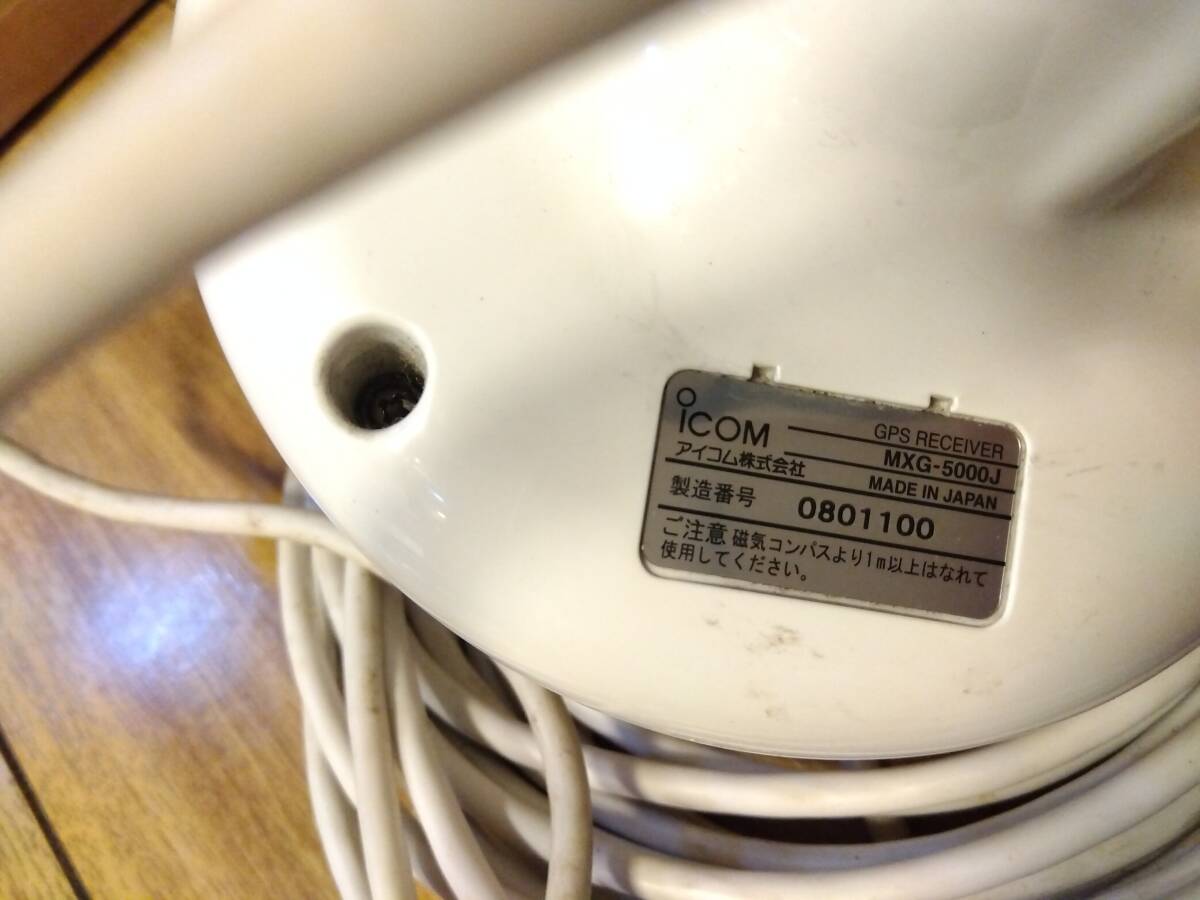 ICOM
GPS RECEIVER
アイコム株式会社
MXG-5000J
MADE IN JAPAN
製造番号 0801100
ご注意 磁気コンパスより1m以上はなれて
使用してください。